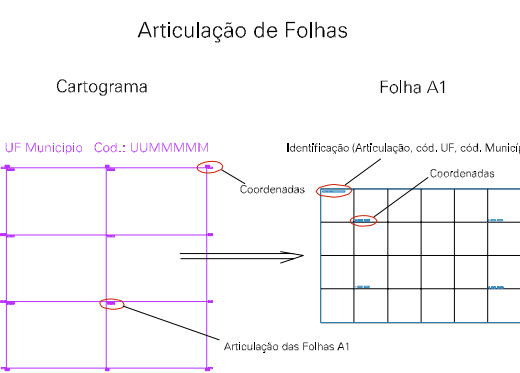 Articulação de Folhas
Cartograma
Folha A1
UF Municipio Cod.: UUMMMMM
Identificação (Articulação, cód. UF, cód. Municíp
Coordenadas
Coordenadas
Articulação das Folhas A1